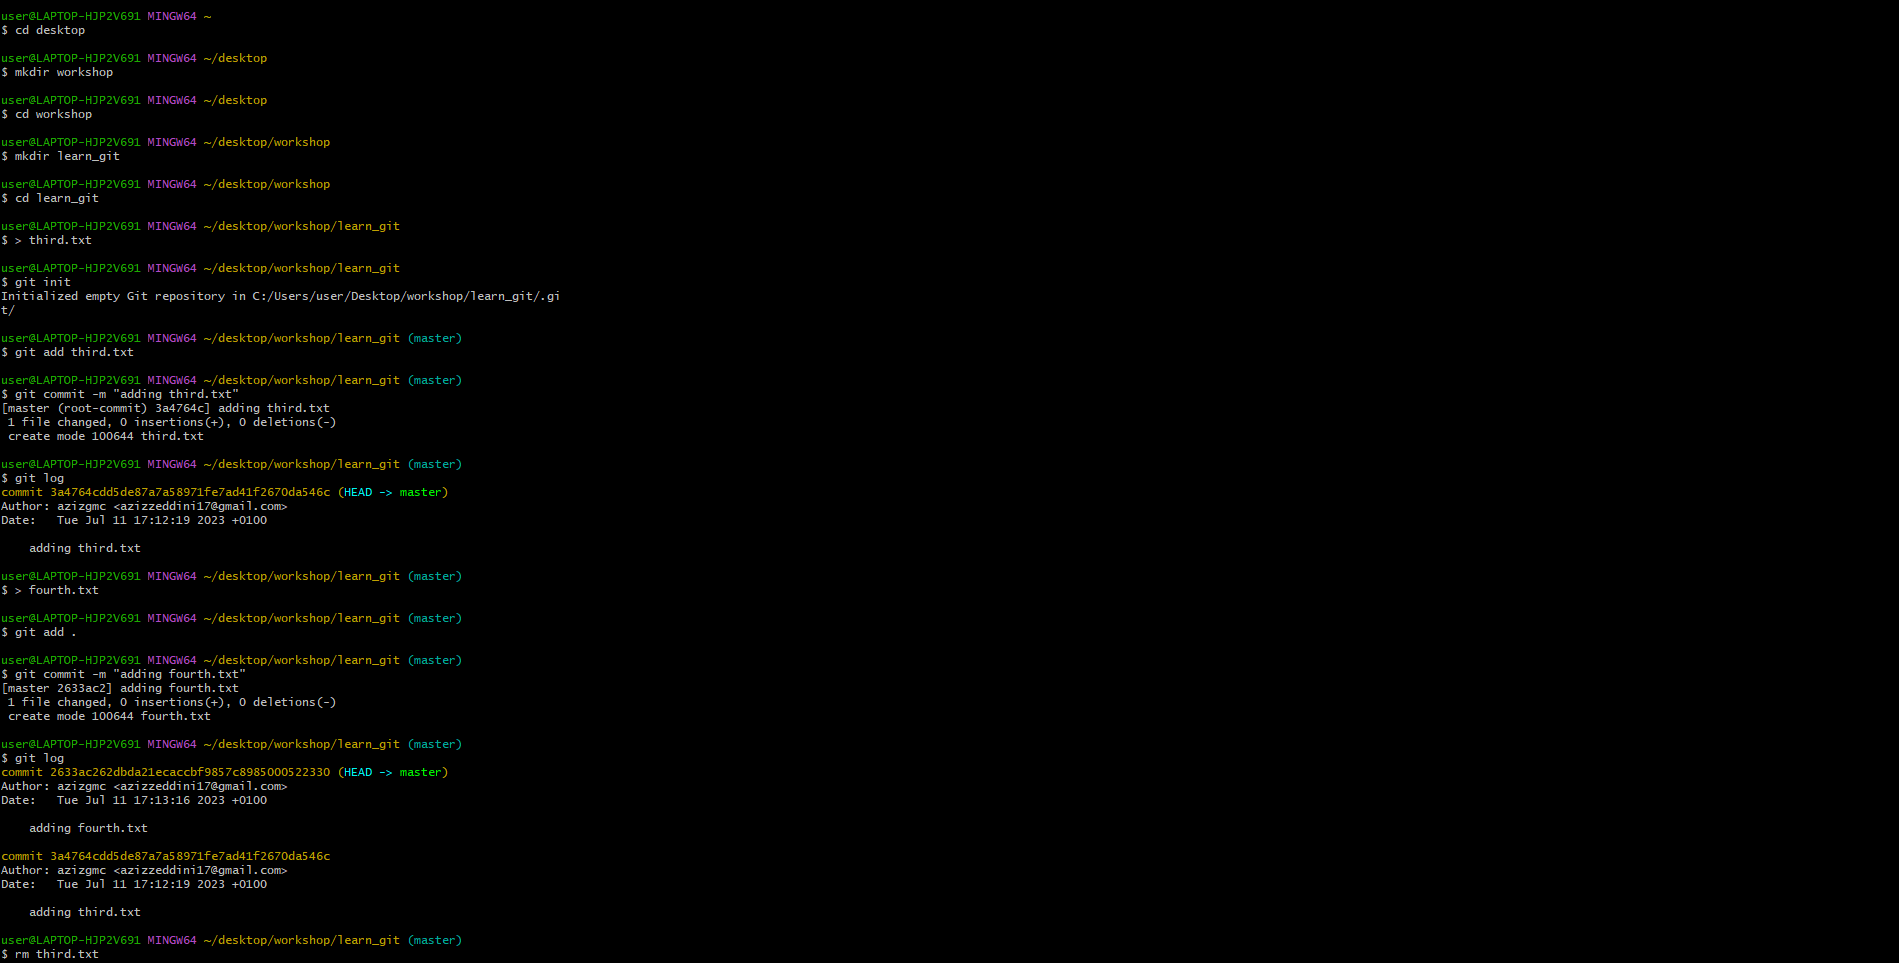 user@LAPTOP-HJP2V691 MINGW64 ~
$ cd desktop
user@LAPTOP-HJP2V691 MINGW64 ~/desktop
$ mkdir workshop
user@LAPTOP-HJP2V691 MINGW64 ~/desktop
$ cd workshop
user@LAPTOP-HJP2V691 MINGW64 ~/desktop/workshop
$ mkdir learn_git
user@LAPTOP-HJP2V691 MINGW64 ~/desktop/workshop
$ cd learn_git
user@LAPTOP-HJP2V691 MINGW64 ~/desktop/workshop/learn_git
$ > third.txt
user@LAPTOP-HJP2V691 MINGW64 ~/desktop/workshop/learn_git
$ git init
Initialized empty Git repository in C:/Users/user/Desktop/workshop/learn_git/.gi
t/
user@LAPTOP-HJP2V691 MINGW64 ~/desktop/workshop/learn_git (master)
$ git add third.txt
user@LAPTOP-HJP2V691 MINGW64 ~/desktop/workshop/learn_git (master)
$ git commit -m "adding third.txt"
[master (root-commit) 3a4764c] adding third.txt
 1 file changed, 0 insertions(+), 0 deletions(-)
 create mode 100644 third.txt
user@LAPTOP-HJP2V691 MINGW64 ~/desktop/workshop/learn_git (master)
$ git log
commit 3a4764cdd5de87a7a58971fe7ad41f2670da546c (HEAD -> master)
Author: azizgmc <azizzeddini17@gmail.com>
Date:   Tue Jul 11 17:12:19 2023 +0100
    adding third.txt
user@LAPTOP-HJP2V691 MINGW64 ~/desktop/workshop/learn_git (master)
$ > fourth.txt
user@LAPTOP-HJP2V691 MINGW64 ~/desktop/workshop/learn_git (master)
$ git add .
user@LAPTOP-HJP2V691 MINGW64 ~/desktop/workshop/learn_git (master)
$ git commit -m "adding fourth.txt"
[master 2633ac2] adding fourth.txt
 1 file changed, 0 insertions(+), 0 deletions(-)
 create mode 100644 fourth.txt
user@LAPTOP-HJP2V691 MINGW64 ~/desktop/workshop/learn_git (master)
$ git log
commit 2633ac262dbda21ecaccbf9857c8985000522330 (HEAD -> master)
Author: azizgmc <azizzeddini17@gmail.com>
Date:   Tue Jul 11 17:13:16 2023 +0100
    adding fourth.txt
commit 3a4764cdd5de87a7a58971fe7ad41f2670da546c
Author: azizgmc <azizzeddini17@gmail.com>
Date:   Tue Jul 11 17:12:19 2023 +0100
    adding third.txt
user@LAPTOP-HJP2V691 MINGW64 ~/desktop/workshop/learn_git (master)
$ rm third.txt